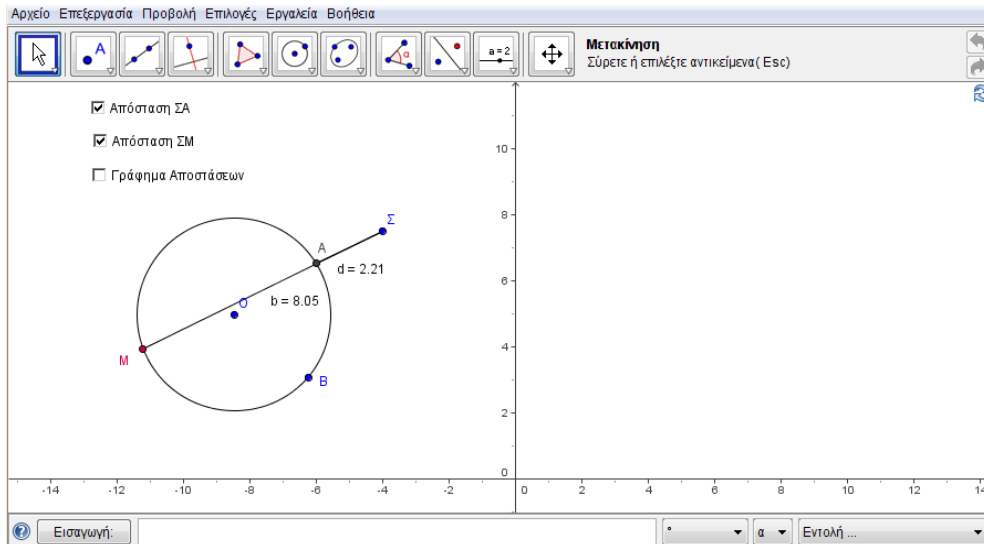 Αρχείο Επεξεργασία Προβολή Επιλογές Εργαλεία Βοήθεια
A
α
a = 2
Μετακίνηση
Σύρετε ή επιλέξτε αντικείμενα( Esc)
Απόσταση ΣΑ
Απόσταση ΣΜ
Γράφημα Αποστάσεων
Σ
A
d = 2.21
O
b = 8.05
M
B
10
8
6
4
2
0
-14 -12 -10 -8 -6 -4 -2 0 2 4 6 8 10 12 14
Εισαγωγή:
° α Εντολή ...